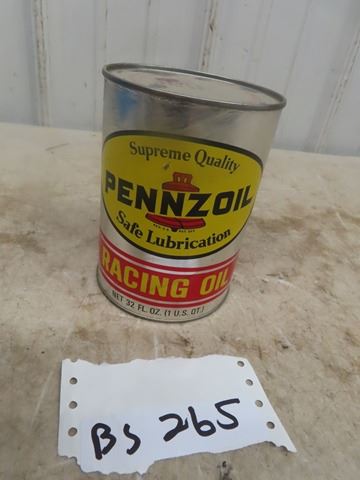 Supreme Quality
PENNZOIL
Safe Lubrication
RACING OIL
NET 32 FL. OZ. (1 U.S. QT.)
BS 265